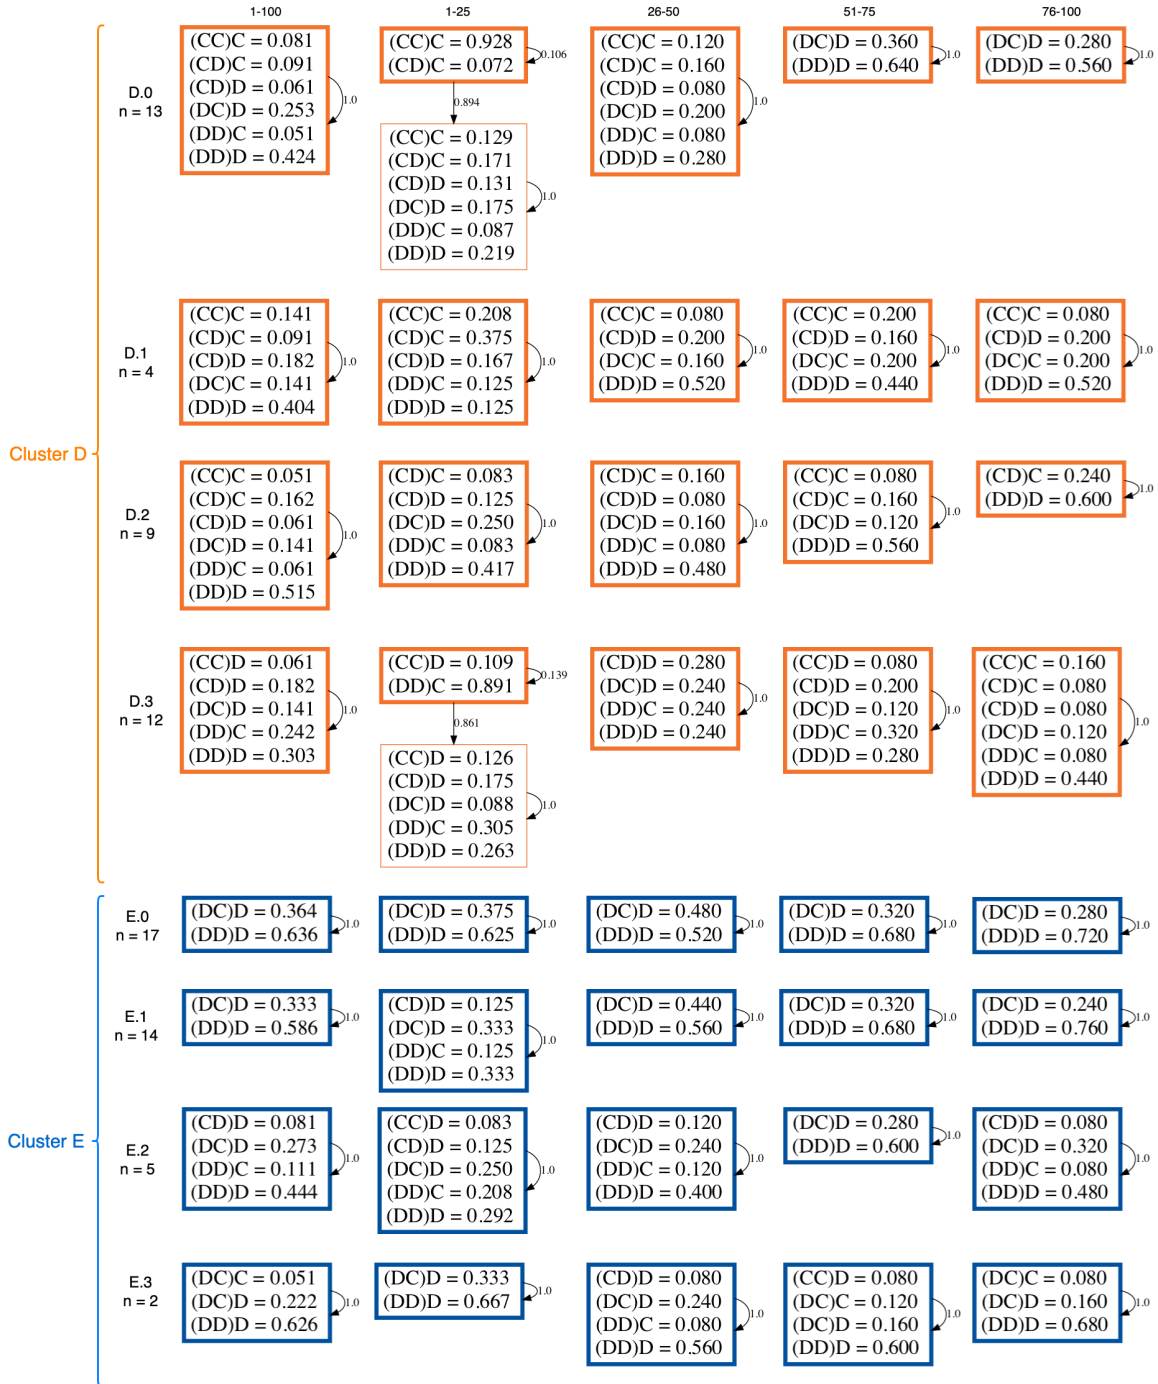 1-100
1-25
26-50
51-75
76-100
Cluster D
D.0
n = 13
(CC)C = 0.081
(CD)C = 0.091
(CD)D = 0.061
(DC)D = 0.253
(DD)C = 0.051
(DD)D = 0.424
1.0
(CC)C = 0.928
(CD)C = 0.072
0.106
0.894
(CC)C = 0.129
(CD)C = 0.171
(CD)D = 0.131
(DC)D = 0.175
(DD)C = 0.087
(DD)D = 0.219
1.0
(CC)C = 0.120
(CD)C = 0.160
(CD)D = 0.080
(DC)D = 0.200
(DD)C = 0.080
(DD)D = 0.280
1.0
(DC)D = 0.360
(DD)D = 0.640
1.0
(DC)D = 0.280
(DD)D = 0.560
1.0
D.1
n = 4
(CC)C = 0.141
(CD)C = 0.091
(CD)D = 0.182
(DC)C = 0.141
(DD)D = 0.404
1.0
(CC)C = 0.208
(CD)C = 0.375
(CD)D = 0.167
(DD)C = 0.125
(DD)D = 0.125
1.0
(CC)C = 0.080
(CD)D = 0.200
(DC)C = 0.160
(DD)D = 0.520
1.0
(CC)C = 0.200
(CD)D = 0.160
(DC)C = 0.200
(DD)D = 0.440
1.0
(CC)C = 0.080
(CD)D = 0.200
(DC)C = 0.200
(DD)D = 0.520
1.0
D.2
n = 9
(CC)C = 0.051
(CD)C = 0.162
(CD)D = 0.061
(DC)D = 0.141
(DD)C = 0.061
(DD)D = 0.515
1.0
(CD)C = 0.083
(CD)D = 0.125
(DC)D = 0.250
(DD)C = 0.083
(DD)D = 0.417
1.0
(CD)C = 0.160
(CD)D = 0.080
(DC)D = 0.160
(DD)C = 0.080
(DD)D = 0.480
1.0
(CC)C = 0.080
(CD)C = 0.160
(DC)D = 0.120
(DD)D = 0.560
1.0
(CD)C = 0.240
(DD)D = 0.600
1.0
D.3
n = 12
(CC)D = 0.061
(CD)D = 0.182
(DC)D = 0.141
(DD)C = 0.242
(DD)D = 0.303
1.0
(CC)D = 0.109
(DD)C = 0.891
0.139
0.861
(CC)D = 0.126
(CD)D = 0.175
(DC)D = 0.088
(DD)C = 0.305
(DD)D = 0.263
1.0
(CD)D = 0.280
(DC)D = 0.240
(DD)C = 0.240
(DD)D = 0.240
1.0
(CC)D = 0.080
(CD)D = 0.200
(DC)D = 0.120
(DD)C = 0.320
(DD)D = 0.280
1.0
(CC)C = 0.160
(CD)C = 0.080
(CD)D = 0.080
(DC)D = 0.120
(DD)C = 0.080
(DD)D = 0.440
1.0
Cluster E
E.0
n = 17
(DC)D = 0.364
(DD)D = 0.636
1.0
(DC)D = 0.375
(DD)D = 0.625
1.0
(DC)D = 0.480
(DD)D = 0.520
1.0
(DC)D = 0.320
(DD)D = 0.680
1.0
(DC)D = 0.280
(DD)D = 0.720
1.0
E.1
n = 14
(DC)D = 0.333
(DD)D = 0.586
1.0
(CD)D = 0.125
(DC)D = 0.333
(DD)C = 0.125
(DD)D = 0.333
1.0
(DC)D = 0.440
(DD)D = 0.560
1.0
(DC)D = 0.320
(DD)D = 0.680
1.0
(DC)D = 0.240
(DD)D = 0.760
1.0
E.2
n = 5
(CD)D = 0.081
(DC)D = 0.273
(DD)C = 0.111
(DD)D = 0.444
1.0
(CC)D = 0.083
(CD)D = 0.125
(DC)D = 0.250
(DD)C = 0.208
(DD)D = 0.292
1.0
(CD)D = 0.120
(DC)D = 0.240
(DD)C = 0.120
(DD)D = 0.400
1.0
(DC)D = 0.280
(DD)D = 0.600
1.0
(CD)D = 0.080
(DC)D = 0.320
(DD)C = 0.080
(DD)D = 0.480
1.0
E.3
n = 2
(DC)C = 0.051
(DC)D = 0.222
(DD)D = 0.626
1.0
(DC)D = 0.333
(DD)D = 0.667
1.0
(CD)D = 0.080
(DC)D = 0.240
(DD)C = 0.080
(DD)D = 0.560
1.0
(CC)D = 0.080
(DC)C = 0.120
(DC)D = 0.160
(DD)D = 0.600
1.0
(DC)C = 0.080
(DC)D = 0.160
(DD)D = 0.680
1.0